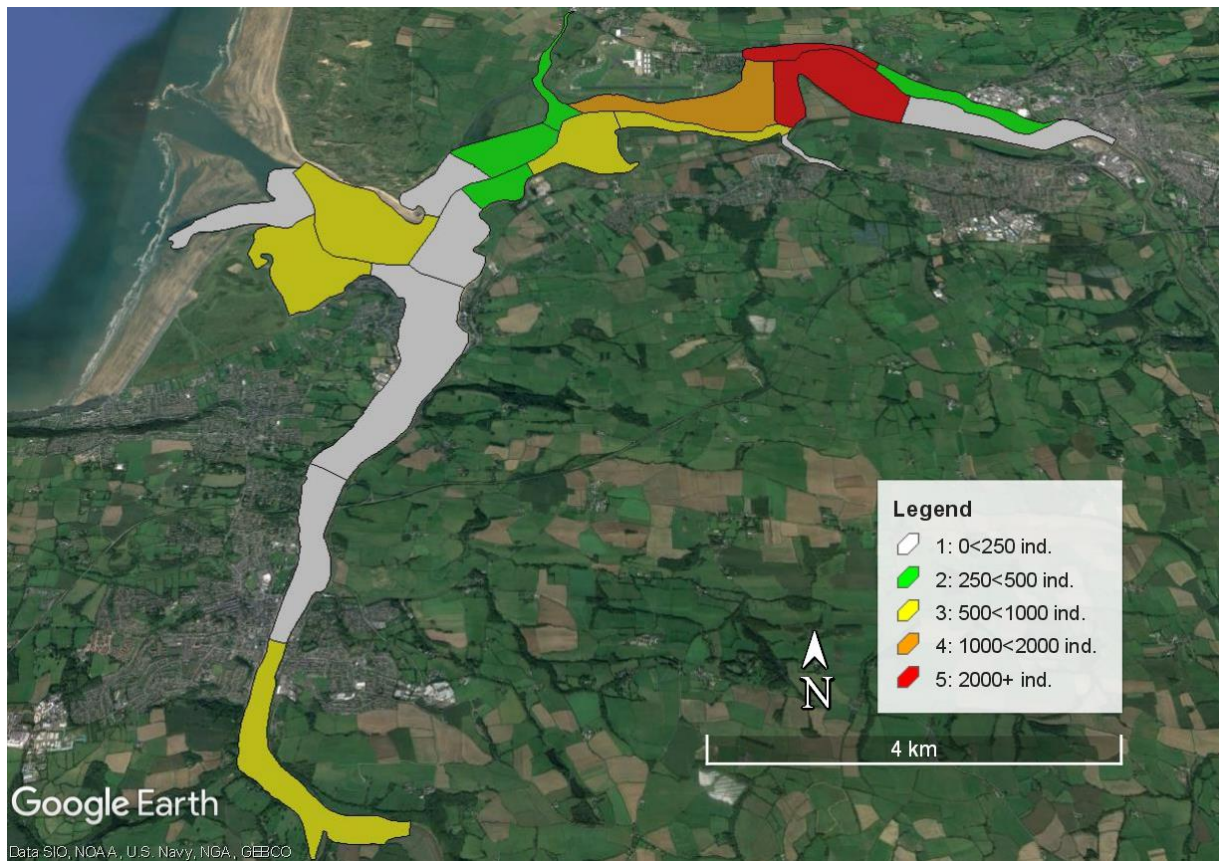 Legend
1: 0<250 ind.
2: 250<500 ind.
3: 500<1000 ind.
4: 1000<2000 ind.
5: 2000+ ind.
N
4 km
Google Earth
Data SIO, NOAA, U.S. Navy, NGA, GEBCO